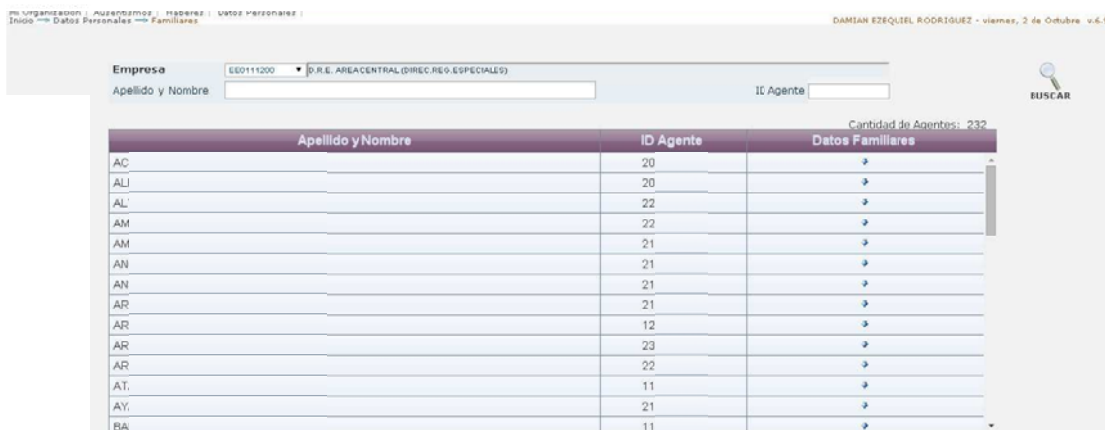 Mi Organización | Ausentismos | Haberes | Datos Personales |
Inicio Datos Personales Familiares
DAMIAN EZEQUIEL RODRIGUEZ - viernes, 2 de Octubre v.6.
Empresa EE0111200 D.R.E. AREA CENTRAL (DIREC.REG.ESPECIALES)
Apellido y Nombre ID Agente
BUSCAR
Cantidad de Agentes: 232
Apellido y Nombre ID Agente Datos Familiares
AC 20
ALI 20
AL 22
AM 22
AM 21
AN 21
AN 21
AR 21
AR 12
AR 23
AR 22
AT 11
AY 21
BA 11